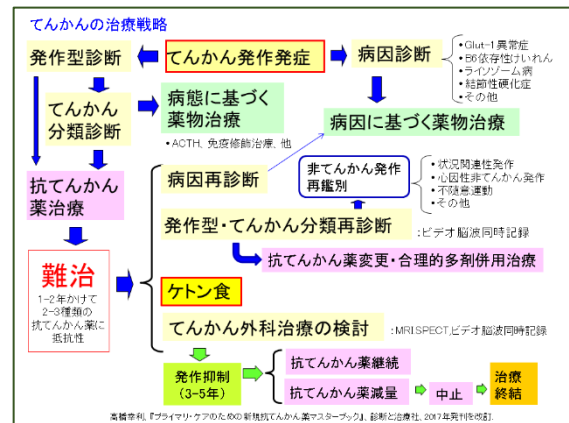 てんかんの治療戦略
発作型診断
てんかん発作発症
病因診断
・Glut-1異常症
・B6依存性けいれん
・ラインゾーム病
・結節性硬化症
・その他
てんかん
分類診断
病態に基づく
薬物治療
・ACTH, 免疫修飾治療, 他
病因に基づく薬物治療
抗てんかん
薬治療
病因再診断
非てんかん発作
再鑑別
・状況関連性発作
・心因性非てんかん発作
・不随意運動
・その他
発作型・てんかん分類再診断
:ビデオ脳波同時記録
抗てんかん薬変更・合理的多剤併用治療
難治
1-2年かけて
2-3種類の
抗てんかん薬に
抵抗性
ケトン食
てんかん外科治療の検討
:MRI,SPECT,ビデオ脳波同時記録
発作抑制
(3-5年)
抗てんかん薬継続
抗てんかん薬減量
中止
治療
終結
高橋幸利,『プライマリ・ケアのための新規抗てんかん薬マスターブック』、診断と治療社, 2017年発刊を改訂.